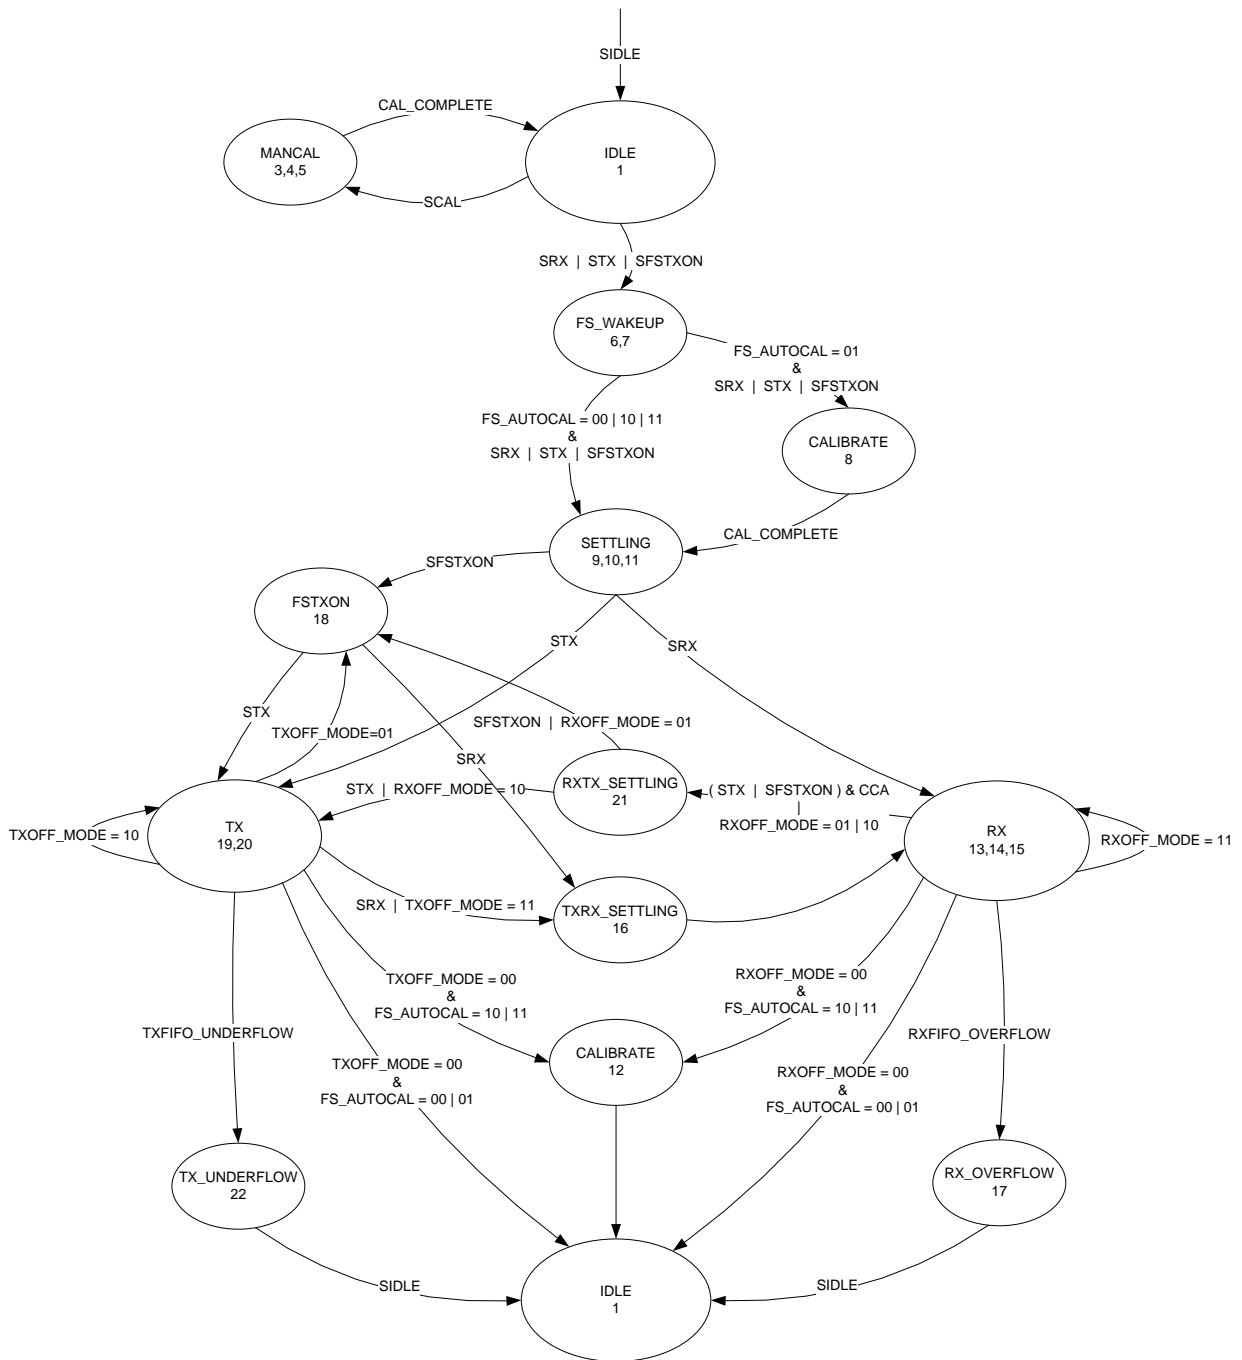 SIDLE
CAL_COMPLETE
MANCAL
3,4,5
IDLE
1
SCAL
SRX | STX | SFSTXON
FS_WAKEUP
6,7
FS_AUTOCAL = 01
&
SRX | STX | SFSTXON
FS_AUTOCAL = 00 | 10 | 11
&
SRX | STX | SFSTXON
CALIBRATE
8
CAL_COMPLETE
SETTLING
9,10,11
SFSTXON
FSTXON
18
STX
SRX
STX
TXOFF_MODE=01
SFSTXON | RXOFF_MODE = 01
SRX
RXTX_SETTLING
21
STX | RXOFF_MODE = 10
( STX | SFSTXON ) & CCA
|
RXOFF_MODE = 01 | 10
TXOFF_MODE = 10
TX
19,20
RX
13,14,15
RXOFF_MODE = 11
SRX | TXOFF_MODE = 11
TXRX_SETTLING
16
TXOFF_MODE = 00
&
FS_AUTOCAL = 10 | 11
RXOFF_MODE = 00
&
FS_AUTOCAL = 10 | 11
TXFIFO_UNDERFLOW
RXFIFO_OVERFLOW
CALIBRATE
12
TXOFF_MODE = 00
&
FS_AUTOCAL = 00 | 01
RXOFF_MODE = 00
&
FS_AUTOCAL = 00 | 01
TX_UNDERFLOW
22
RX_OVERFLOW
17
SIDLE
SIDLE
IDLE
1